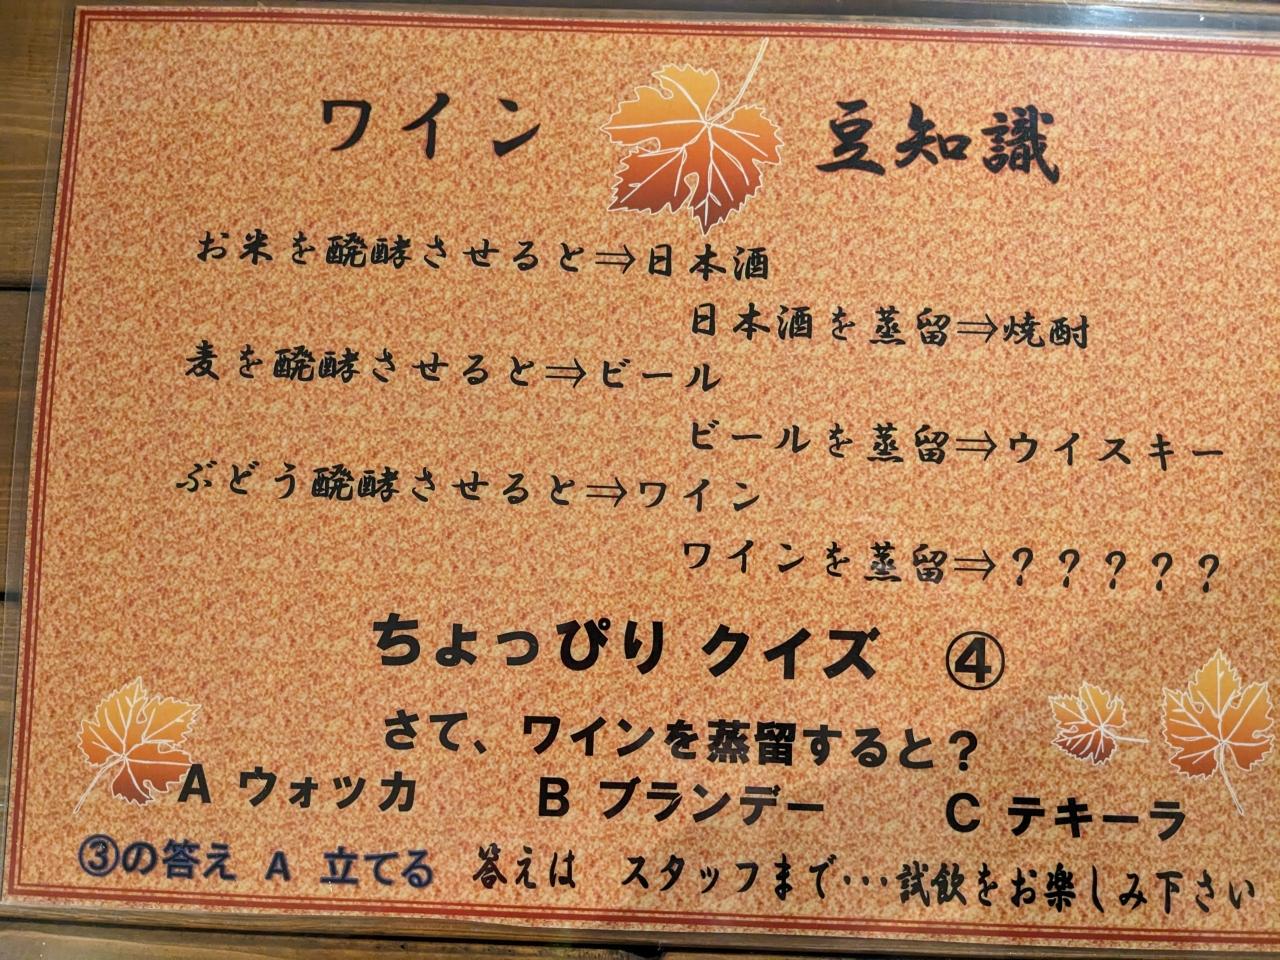 ワイン 豆知識
お米を醗酵させると⇒日本酒
日本酒を蒸留⇒焼酎
麦を醗酵させると⇒ビール
ビールを蒸留⇒ウイスキー
ぶどう醗酵させると⇒ワイン
ワインを蒸留⇒？？？？？
ちょっぴり クイズ ④
さて、ワインを蒸留すると？
A ウォッカ B ブランデー C テキーラ
③の答え A 立てる 答えは スタッフまで・・・試飲をお楽しみ下さい